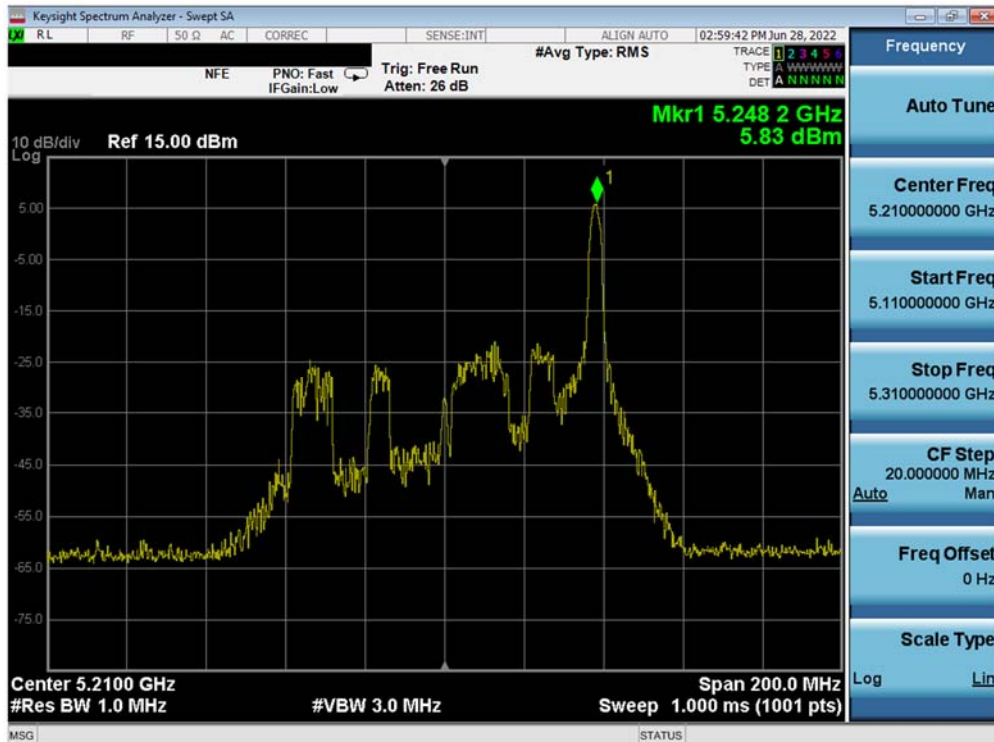 Keysight Spectrum Analyzer - Swept SA
LXI RL RF 50 Ω AC CORREC SENSE:INT ALIGN AUTO 02:59:42 PM Jun 28, 2022
NFE PNO: Fast IFGain:Low Trig: Free Run Atten: 26 dB #Avg Type: RMS
TRACE 1 2 3 4 5 6
TYPE A WWWWW
DET A N N N N N
Mkr1 5.248 2 GHz
5.83 dBm
10 dB/div Ref 15.00 dBm
Log
1
5.00
-5.00
-15.0
-25.0
-35.0
-45.0
-55.0
-65.0
-75.0
Center 5.2100 GHz Span 200.0 MHz
#Res BW 1.0 MHz #VBW 3.0 MHz Sweep 1.000 ms (1001 pts)
MSG STATUS
Frequency
Auto Tune
Center Freq
5.210000000 GHz
Start Freq
5.110000000 GHz
Stop Freq
5.310000000 GHz
CF Step
20.000000 MHz
Auto Man
Freq Offset
0 Hz
Scale Type
Log Lin